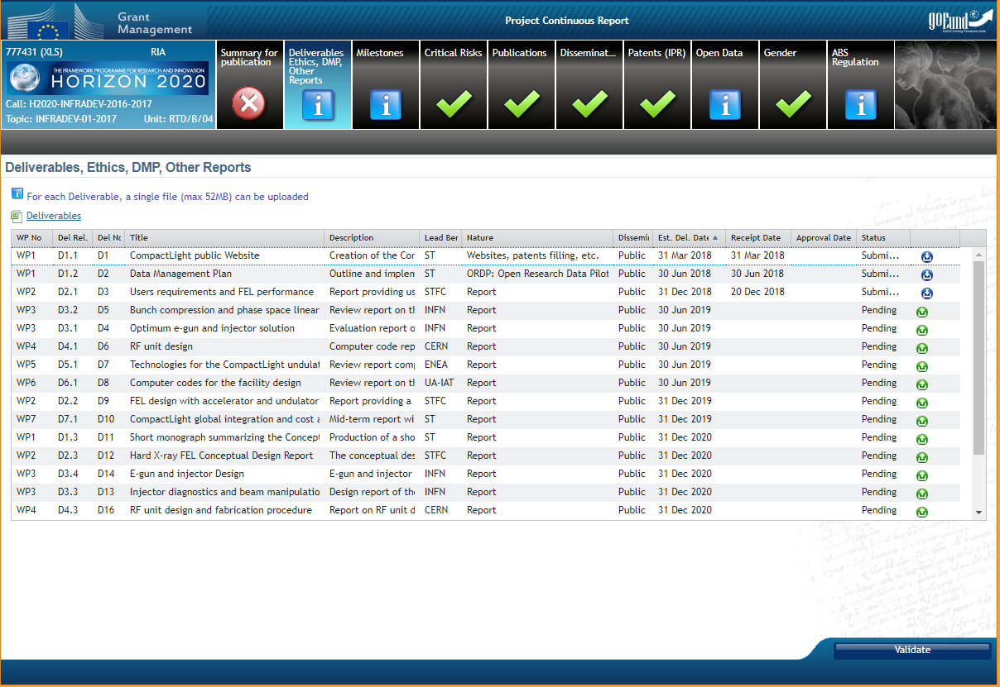 Grant
Management
Project Continuous Report
goFund
777431 (XLS) RIA
THE FRAMEWORK PROGRAMME FOR RESEARCH AND INNOVATION
HORIZON 2020
Call: H2020-INFRADEV-2016-2017
Topic: INFRADEV-01-2017 Unit: RTD/B/04
Summary for
publication
Deliverables
Ethics, DMP,
Other
Reports
Milestones
Critical Risks
Publications
Disseminat...
Patents (IPR)
Open Data
Gender
ABS
Regulation
Deliverables, Ethics, DMP, Other Reports
For each Deliverable, a single file (max 52MB) can be uploaded
Deliverables
WP No Del Rel. Del No Title Description Lead Ber Nature Dissemi Est. Del. Date Receipt Date Approval Date Status
WP1 D1.1 D1 CompactLight public Website Creation of the Cor ST Websites, patents filling, etc. Public 31 Mar 2018 31 Mar 2018 Submi...
WP1 D1.2 D2 Data Management Plan Outline and implem ST ORDP: Open Research Data Pilot Public 30 Jun 2018 30 Jun 2018 Submi...
WP2 D2.1 D3 Users requirements and FEL performance Report providing us STFC Report Public 31 Dec 2018 20 Dec 2018 Submi...
WP3 D3.2 D5 Bunch compression and phase space linear Review report on th INFN Report Public 30 Jun 2019 Pending
WP3 D3.1 D4 Optimum e-gun and injector solution Evaluation report o INFN Report Public 30 Jun 2019 Pending
WP4 D4.1 D6 RF unit design Computer code rep CERN Report Public 30 Jun 2019 Pending
WP5 D5.1 D7 Technologies for the CompactLight undulat Review report com ENEA Report Public 30 Jun 2019 Pending
WP6 D6.1 D8 Computer codes for the facility design Review report on th UA-IAT Report Public 30 Jun 2019 Pending
WP2 D2.2 D9 FEL design with accelerator and undulator Report providing a STFC Report Public 31 Dec 2019 Pending
WP7 D7.1 D10 CompactLight global integration and cost a Mid-term report wi ST Report Public 31 Dec 2019 Pending
WP1 D1.3 D11 Short monograph summarizing the Concept Production of a sho ST Report Public 31 Dec 2020 Pending
WP2 D2.3 D12 Hard X-ray FEL Conceptual Design Report The conceptual des STFC Report Public 31 Dec 2020 Pending
WP3 D3.4 D14 E-gun and injector Design E-gun and injector INFN Report Public 31 Dec 2020 Pending
WP3 D3.3 D13 Injector diagnostics and beam manipulatio Design report of the INFN Report Public 31 Dec 2020 Pending
WP4 D4.3 D16 RF unit design and fabrication procedure Report on RF unit d CERN Report Public 31 Dec 2020 Pending
Validate